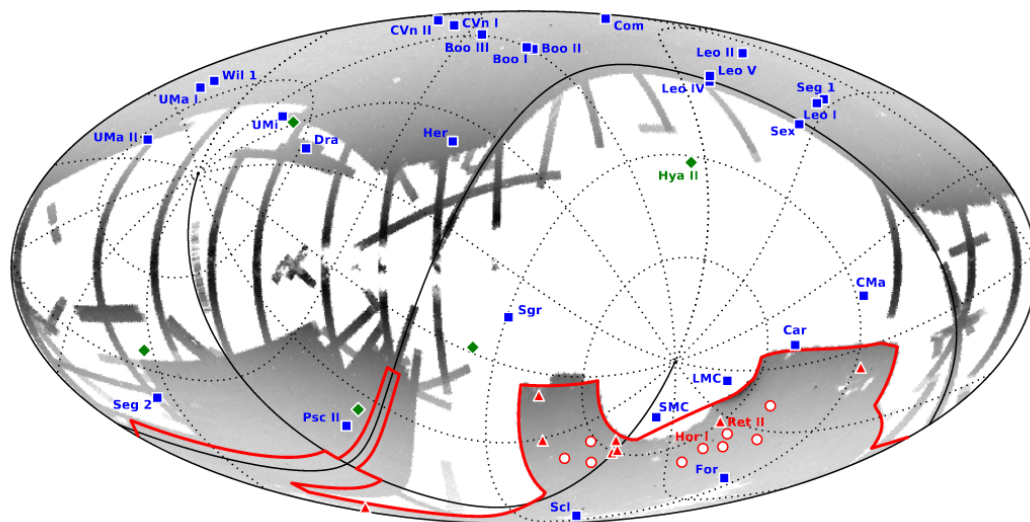 CVn II
CVn I
Com
Boo III
Boo I
Boo II
Leo II
Leo V
Leo IV
Seg 1
Leo I
Sex
Wil 1
UMa I
UMa II
UMi
Dra
Her
Hya II
CMa
Sgr
Car
LMC
Seg 2
Psc II
SMC
Ret II
Hor I
For
Scl